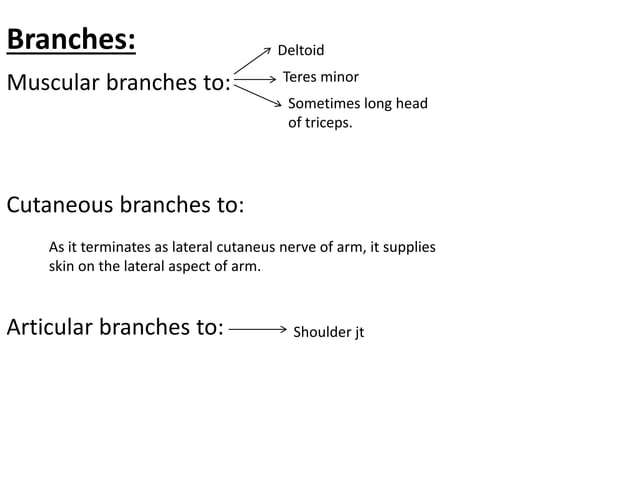 Branches:
Muscular branches to:
Deltoid
Teres minor
Sometimes long head
of triceps.
Cutaneous branches to:
As it terminates as lateral cutaneus nerve of arm, it supplies
skin on the lateral aspect of arm.
Articular branches to:
Shoulder jt